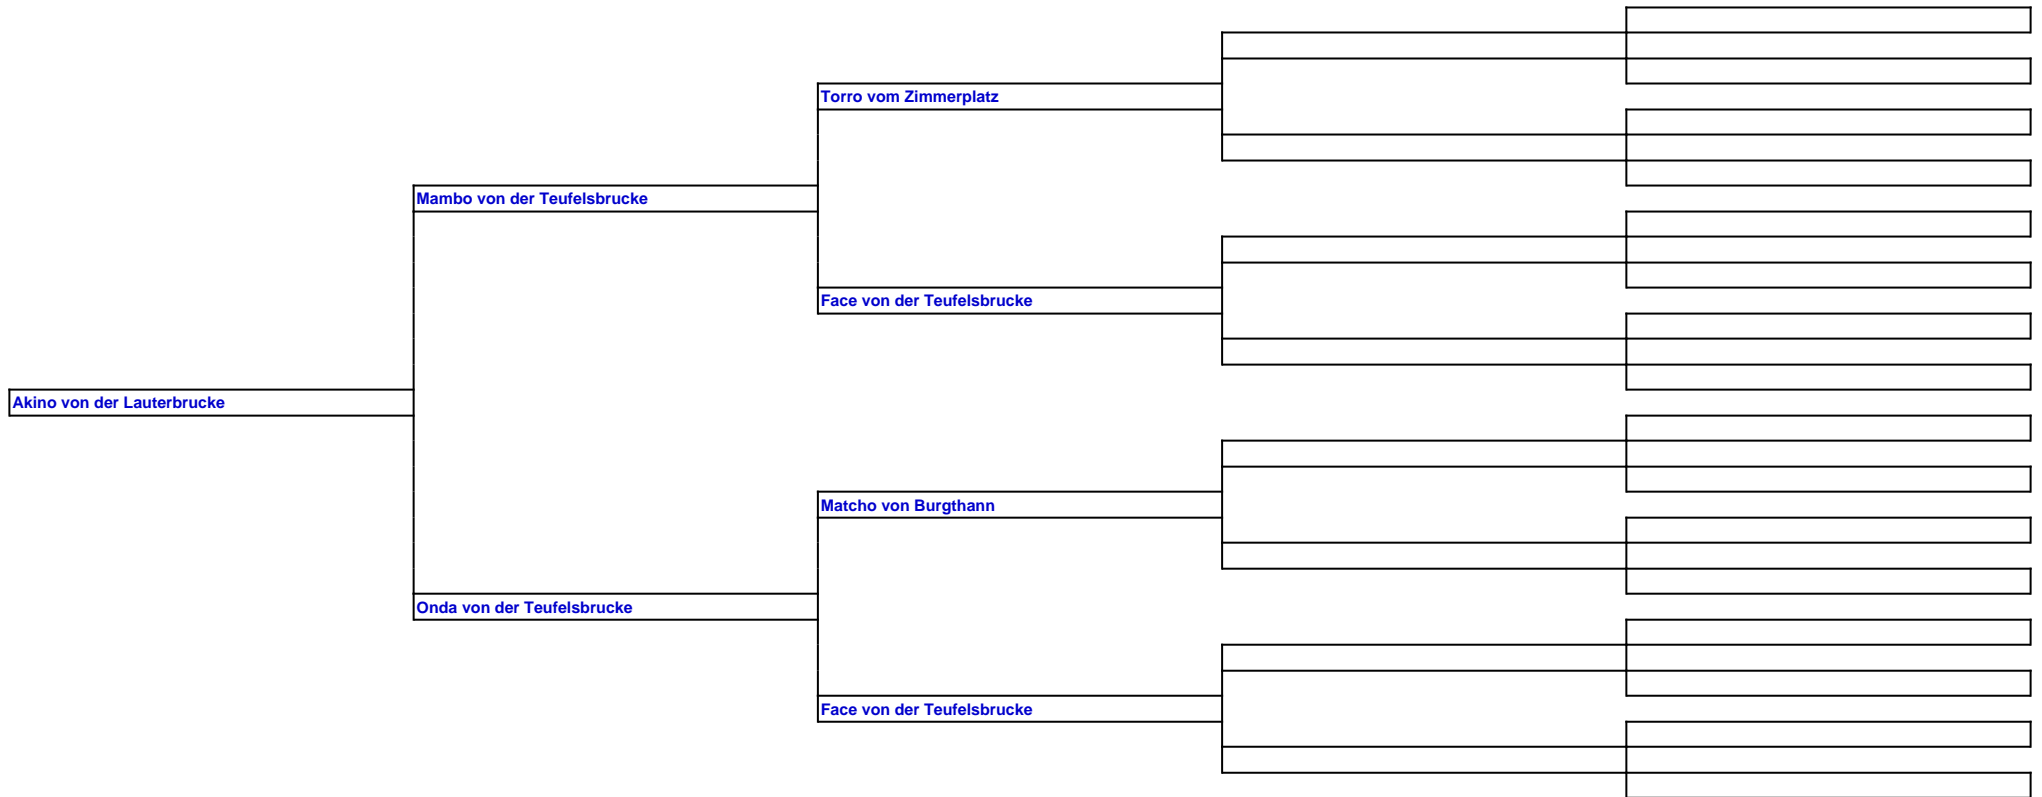 Torro vom Zimmerplatz
Mambo von der Teufelsbrucke
Face von der Teufelsbrucke
Akino von der Lauterbrucke
Matcho von Burgthann
Onda von der Teufelsbrucke
Face von der Teufelsbrucke